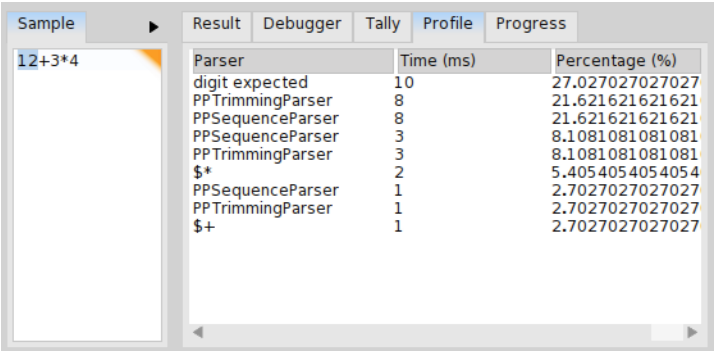 Sample
12+3*4
Result Debugger Tally Profile Progress
Parser Time (ms) Percentage (%)
digit expected 10 27.027027027027
PPTrimmingParser 8 21.621621621621
PPSequenceParser 8 21.621621621621
PPSequenceParser 3 8.1081081081081
PPTrimmingParser 3 8.1081081081081
$* 2 5.4054054054054
PPSequenceParser 1 2.7027027027027
PPTrimmingParser 1 2.7027027027027
$+ 1 2.7027027027027